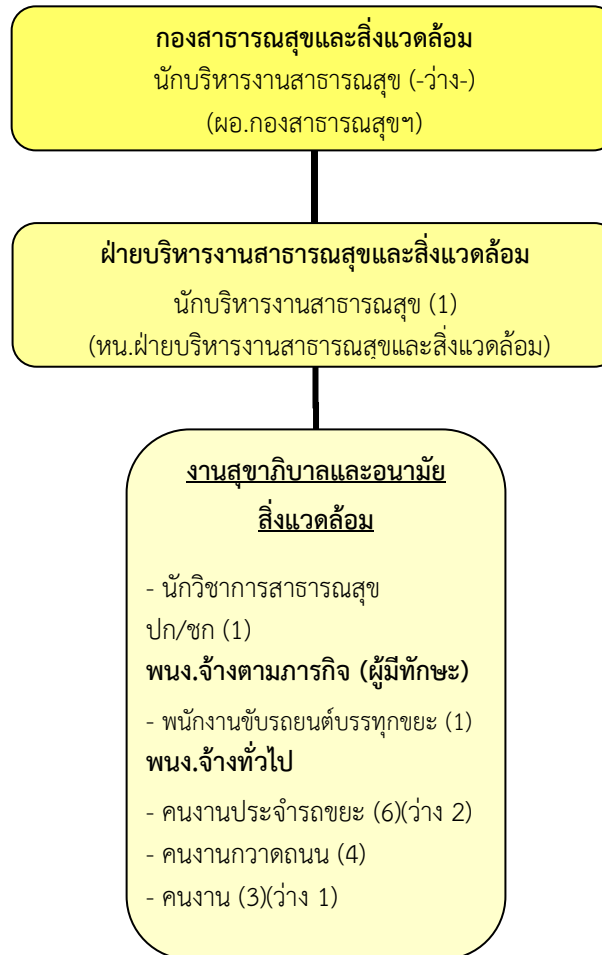 กองสาธารณสุขและสิ่งแวดล้อม
นักบริหารงานสาธารณสุข (-ว่าง-)
(ผอ.กองสาธารณสุขฯ)
ฝ่ายบริหารงานสาธารณสุขและสิ่งแวดล้อม
นักบริหารงานสาธารณสุข (1)
(หน.ฝ่ายบริหารงานสาธารณสุขและสิ่งแวดล้อม)
งานสุขาภิบาลและอนามัย
สิ่งแวดล้อม
- นักวิชาการสาธารณสุข
ปก/ชก (1)
พนง.จ้างตามภารกิจ (ผู้มีทักษะ)
- พนักงานขับรถยนต์บรรทุกขยะ (1)
พนง.จ้างทั่วไป
- คนงานประจำรถขยะ (6)(ว่าง 2)
- คนงานกวาดถนน (4)
- คนงาน (3)(ว่าง 1)